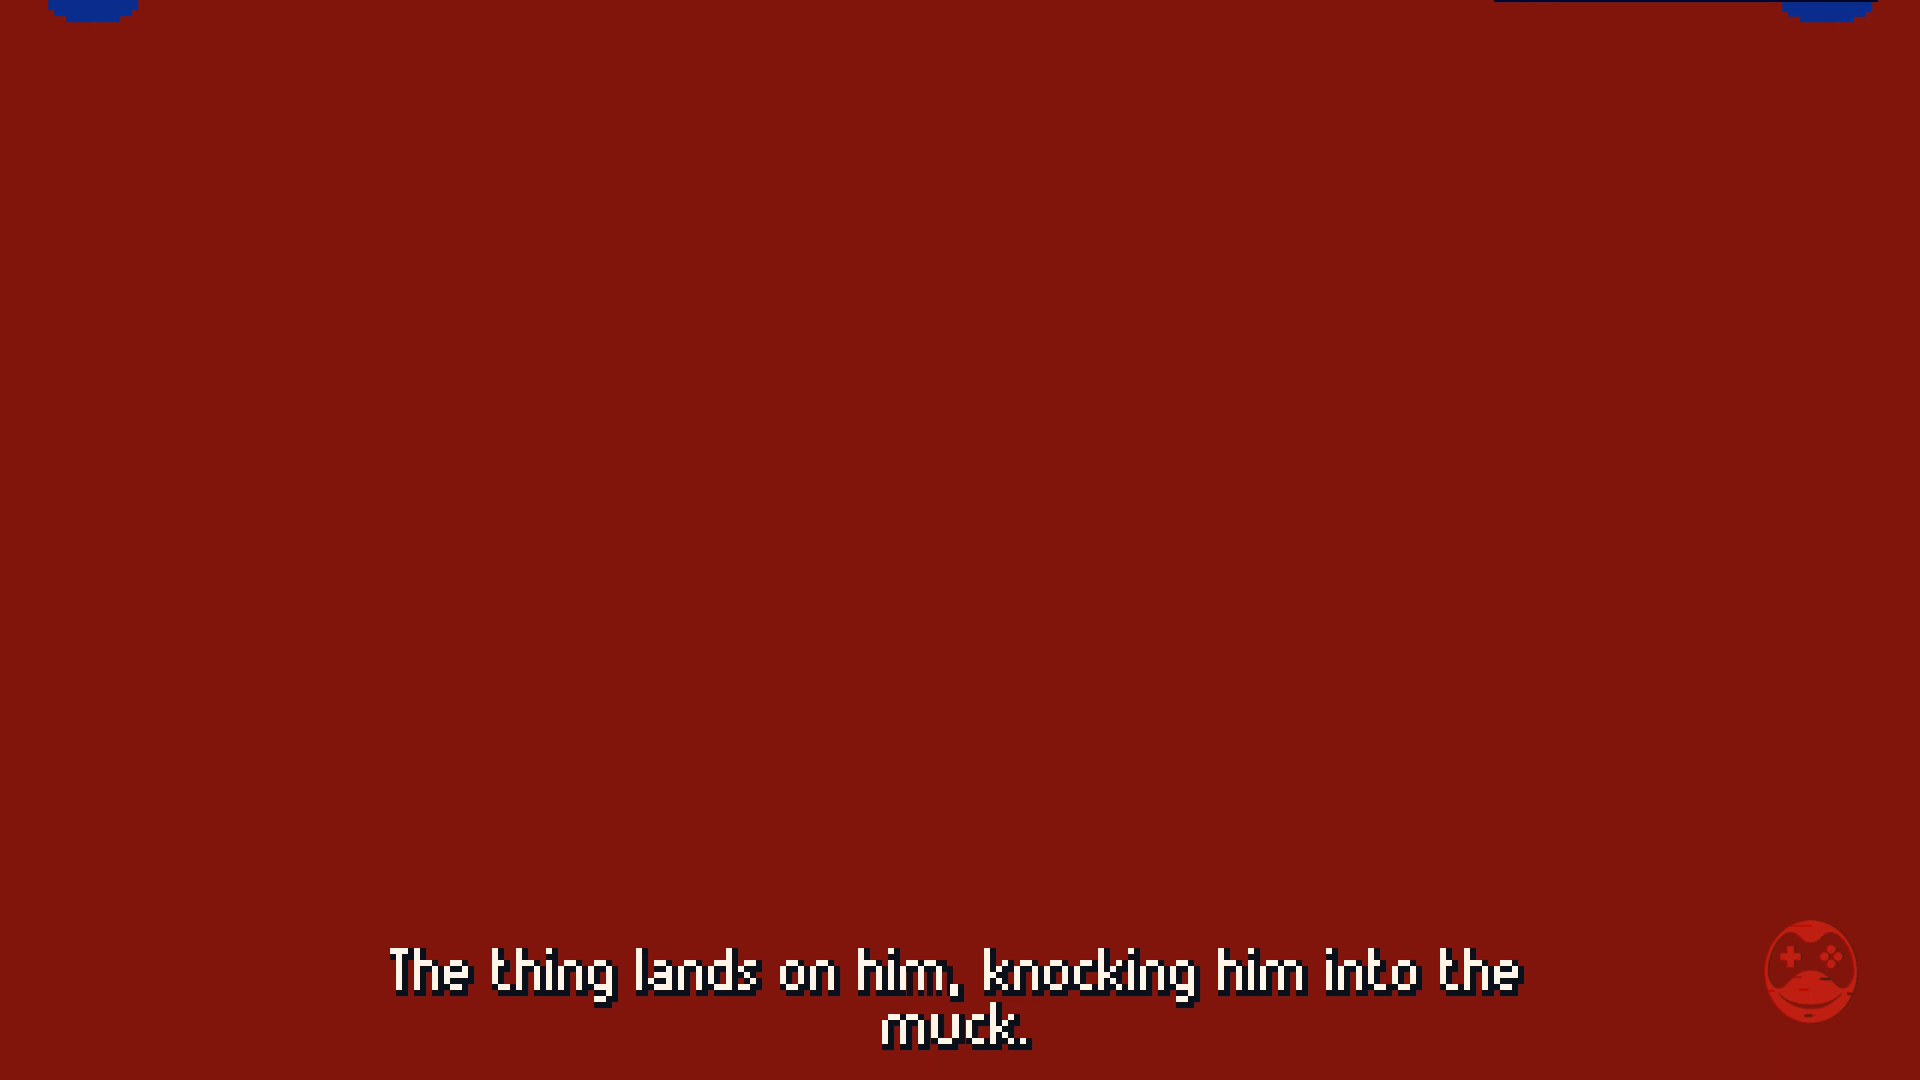 The thing lands on him, knocking him into the
muck.